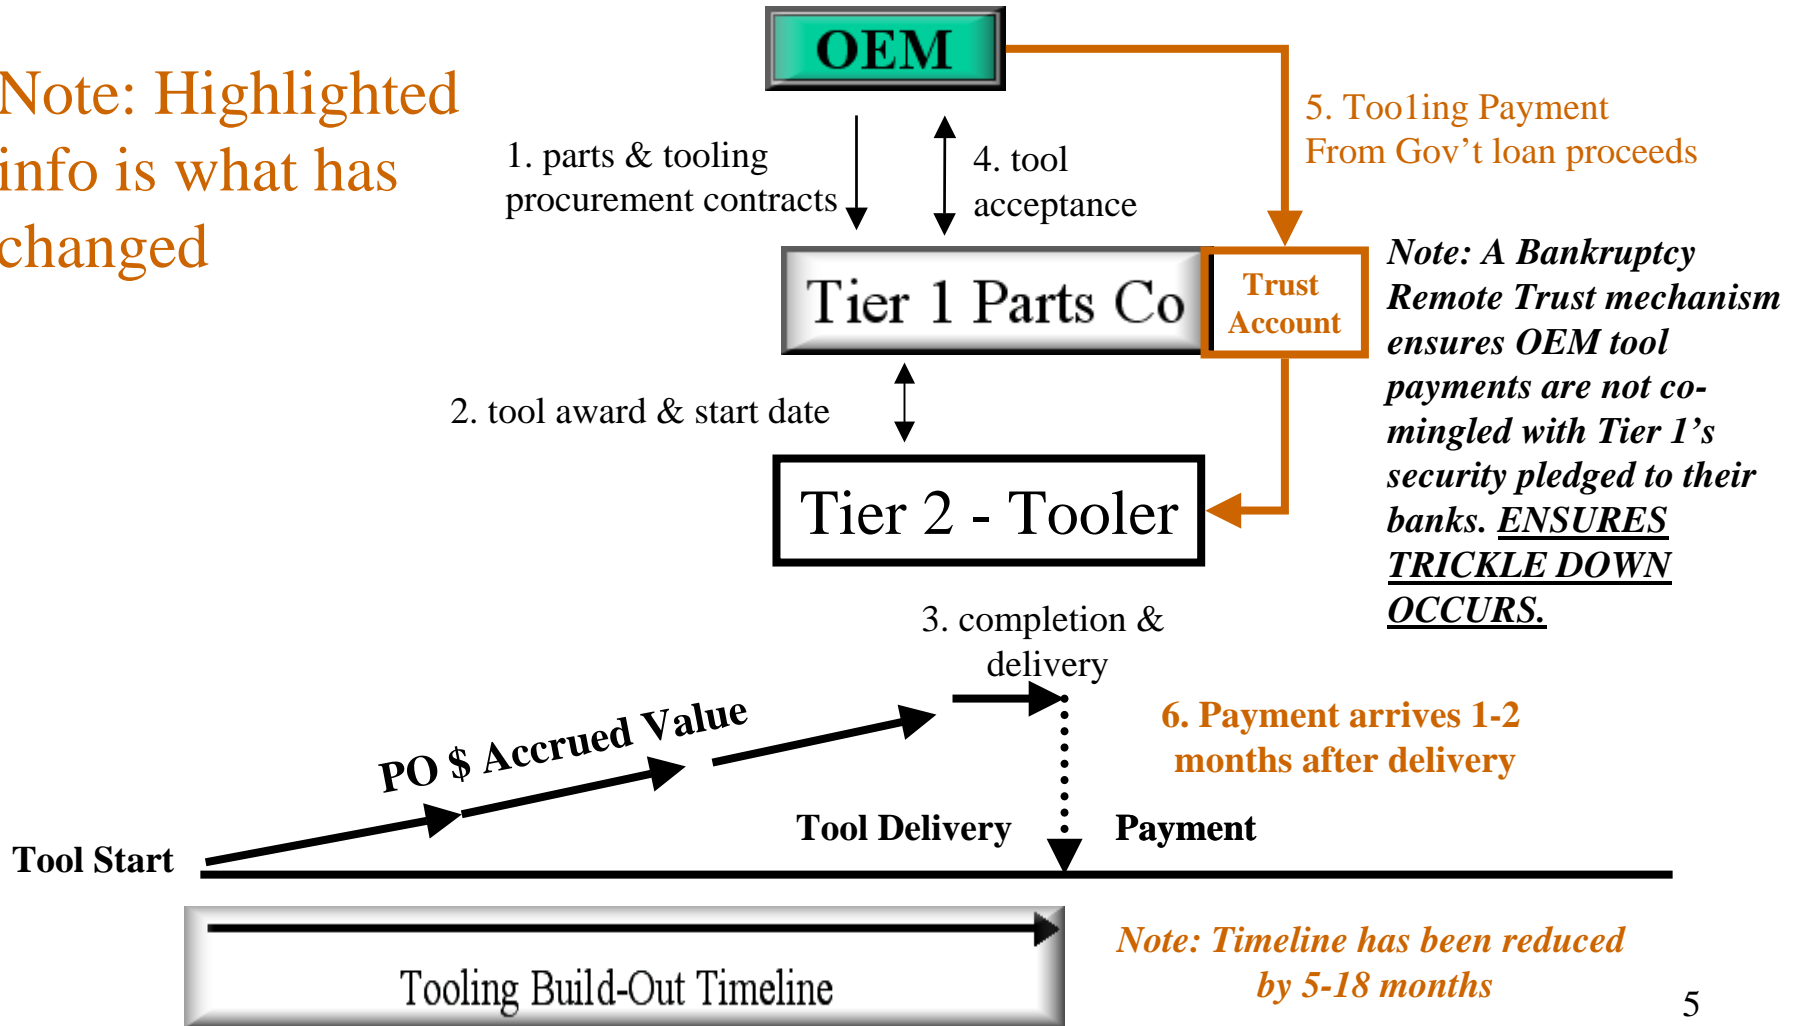 OEM
Note: Highlighted
info is what has
changed
1. parts & tooling
procurement contracts
4. tool
acceptance
5. Too1ing Payment
From Gov't loan proceeds
Tier 1 Parts Co
Trust
Account
Note: A Bankruptcy
Remote Trust mechanism
ensures OEM tool
payments are not co-
mingled with Tier 1’s
security pledged to their
banks. ENSURES
TRICKLE DOWN
OCCURS.
2. tool award & start date
Tier 2 - Tooler
3. completion &
delivery
PO $ Accrued Value
6. Payment arrives 1-2
months after delivery
Tool Delivery
Payment
Tool Start
Tooling Build-Out Timeline
Note: Timeline has been reduced
by 5-18 months
5